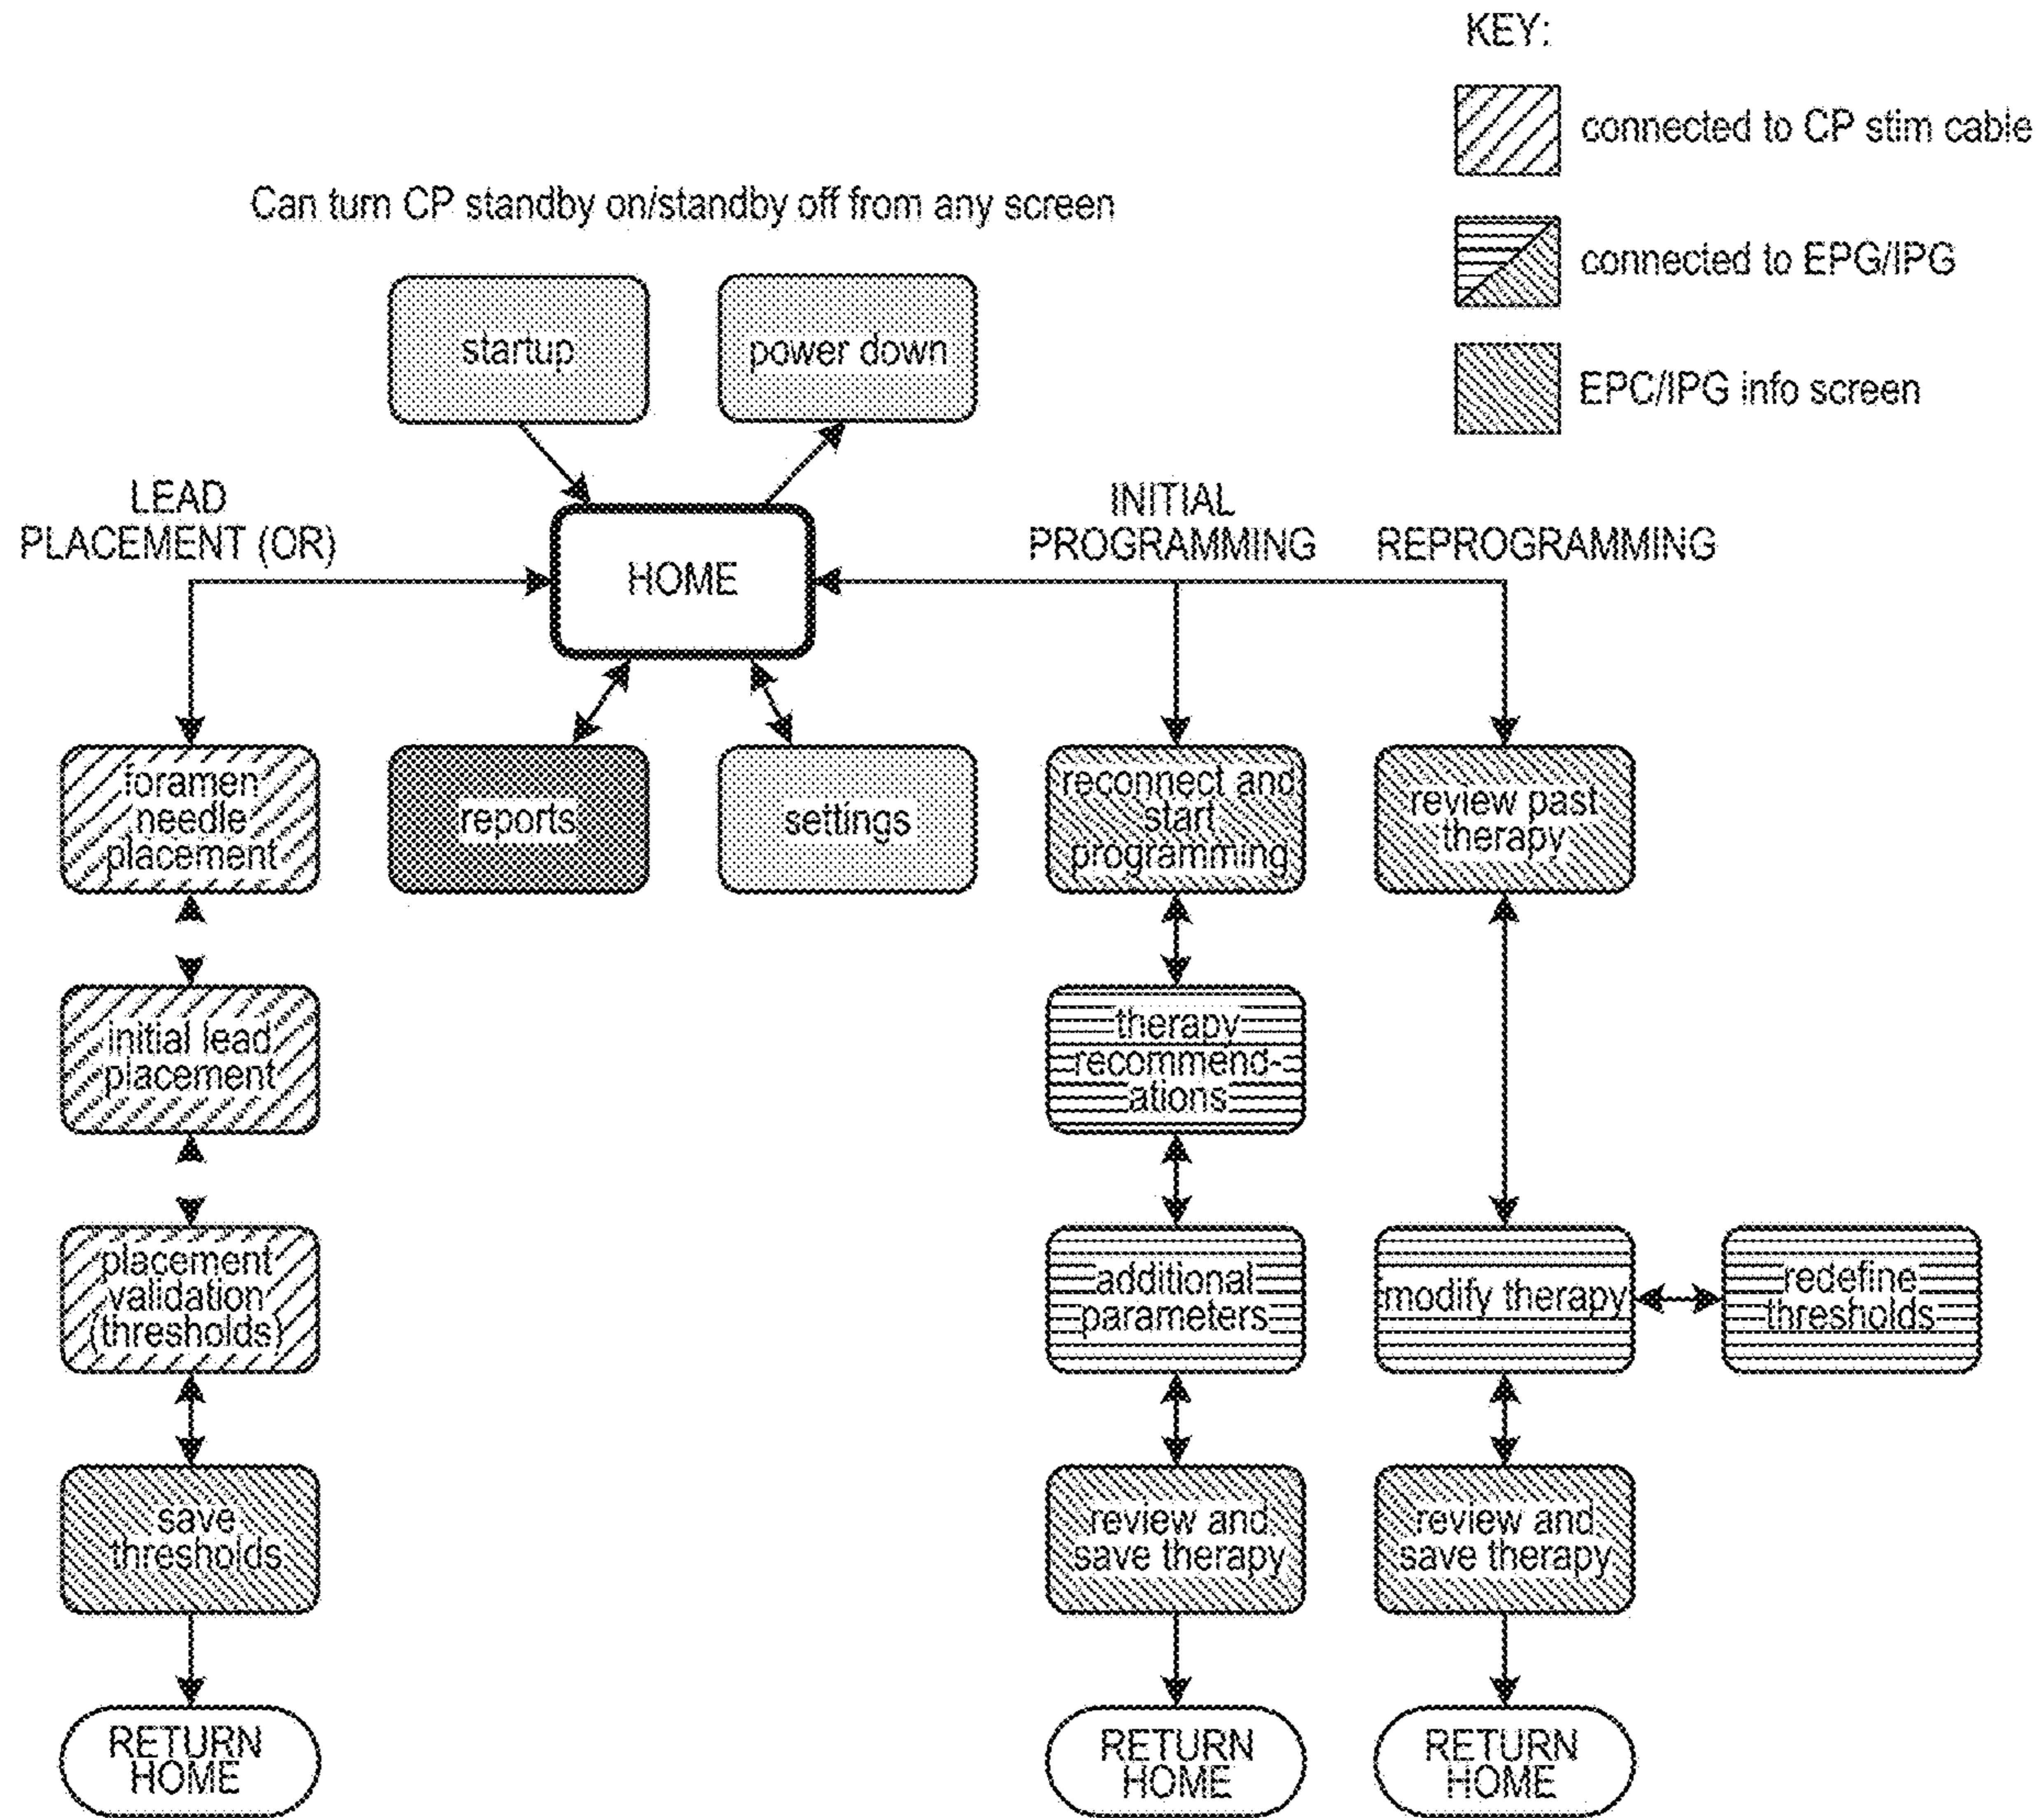 KEY:
connected to CP stim cable
connected to EPG/IPG
EPC/IPG info screen
Can turn CP standby on/standby off from any screen
startup
power down
LEAD
PLACEMENT (OR)
HOME
INITIAL
PROGRAMMING
REPROGRAMMING
foramen
needle
placement
reports
settings
reconnect and
start
programming
review past
therapy
initial lead
placement
therapy
recommend-
ations
placement
validation
(thresholds)
additional
parameters
modify therapy
redefine
thresholds
save
thresholds
review and
save therapy
review and
save therapy
RETURN
HOME
RETURN
HOME
RETURN
HOME